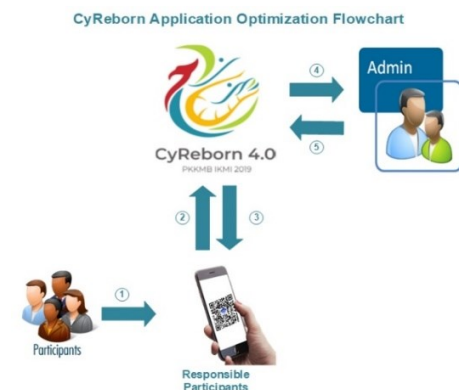 CyReborn Application Optimization Flowchart
4
Admin
5
CyReborn 4.0
PKKMB IKMI 2019
2
3
1
Participants
Responsible
Participants